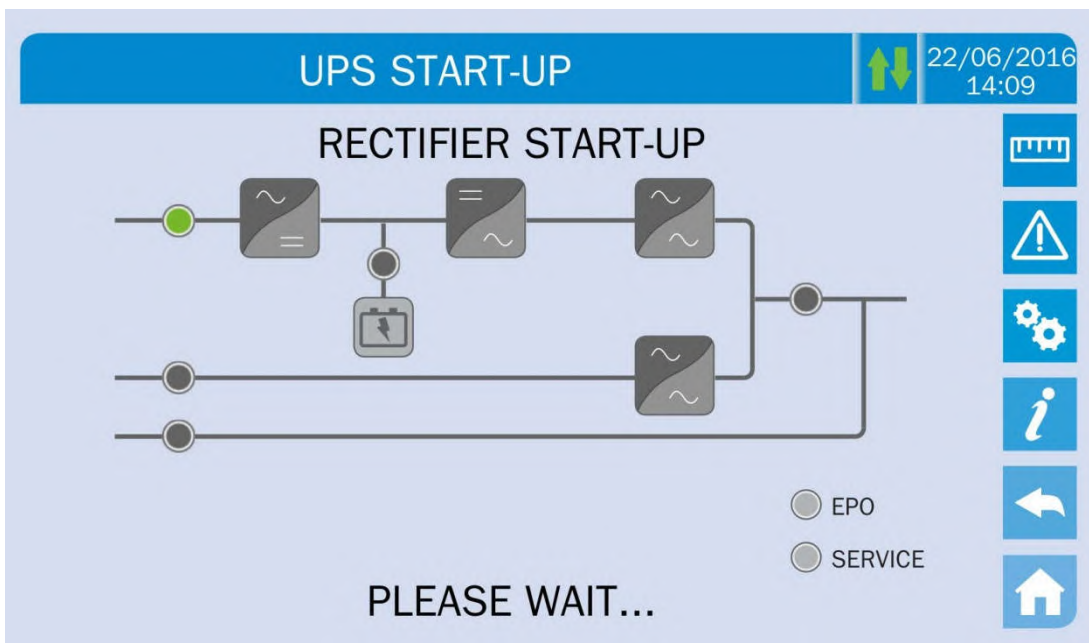 UPS START-UP
22/06/2016
14:09
RECTIFIER START-UP
EPO
SERVICE
PLEASE WAIT...